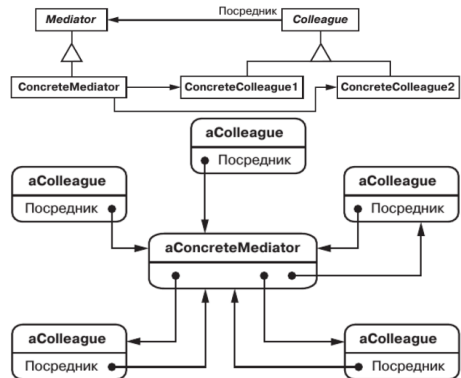 Посредник
Mediator
Colleague
ConcreteMediator
ConcreteColleague1
ConcreteColleague2
aColleague
Посредник
aColleague
Посредник
aColleague
Посредник
aConcreteMediator
aColleague
Посредник
aColleague
Посредник